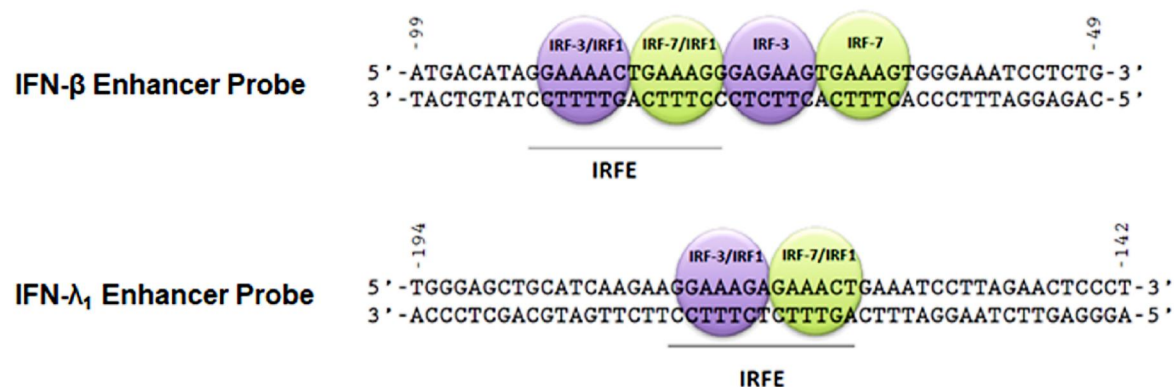 -99 -49
IRF-3/IRF1 IRF-7/IRF1 IRF-3 IRF-7
IFN-β Enhancer Probe
5'-ATGACATAGGAAAACTGAAAGGGAGAAGTGAAAGTGGGAAATCCTCTG-3'
3'-TACTGTATCCTTTTGACTTTCCCTCTTCACTTTCACCCTTTAGGAGAC-5'
IRFE
-194 -142
IRF-3/IRF1 IRF-7/IRF1
IFN-λ₁ Enhancer Probe
5'-TGGGAGCTGCATCAAGAAGGAAAGAGAAACTGAAATCCTTAGAACTCCCT-3'
3'-ACCCTCGACGTAGTTCTTCCTTTCTCTTTGACTTTAGGAATCTTGAGGGA-5'
IRFE